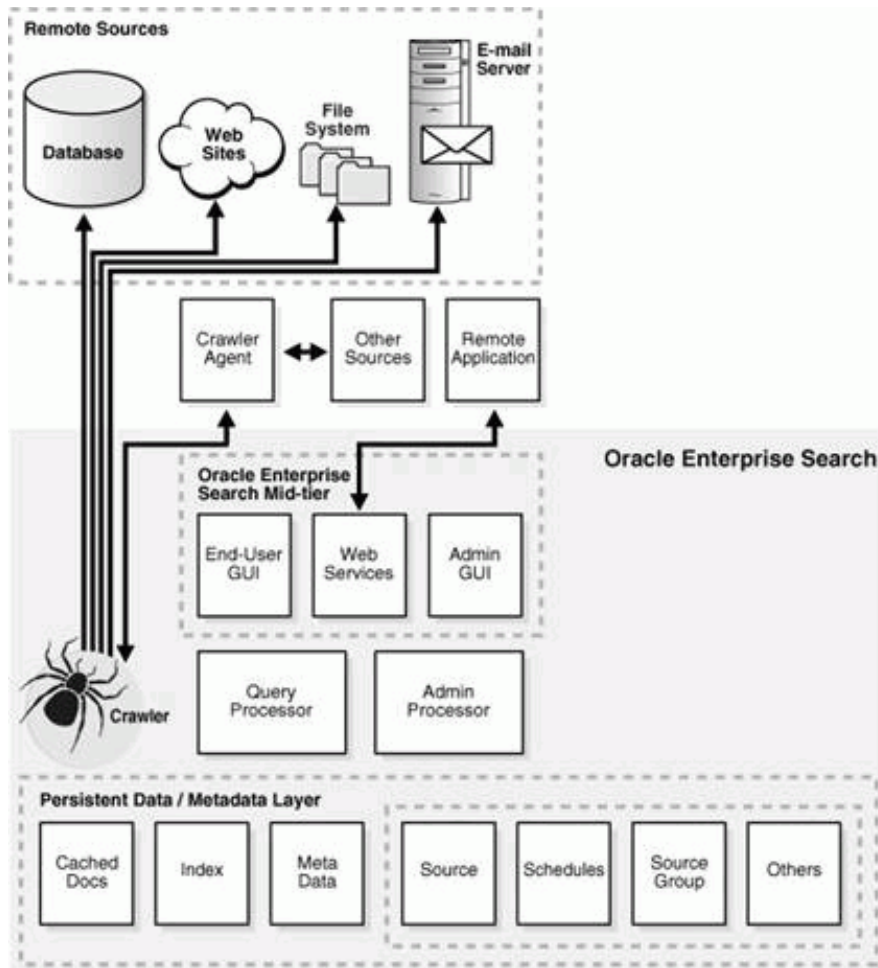 Remote Sources
E-mail
Server
File
System
Web
Sites
Database
Crawler
Agent
Other
Sources
Remote
Application
Oracle Enterprise Search
Oracle Enterprise
Search Mid-tier
End-User
GUI
Web
Services
Admin
GUI
Query
Processor
Admin
Processor
Crawler
Persistent Data / Metadata Layer
Cached
Docs
Index
Meta
Data
Source
Schedules
Source
Group
Others